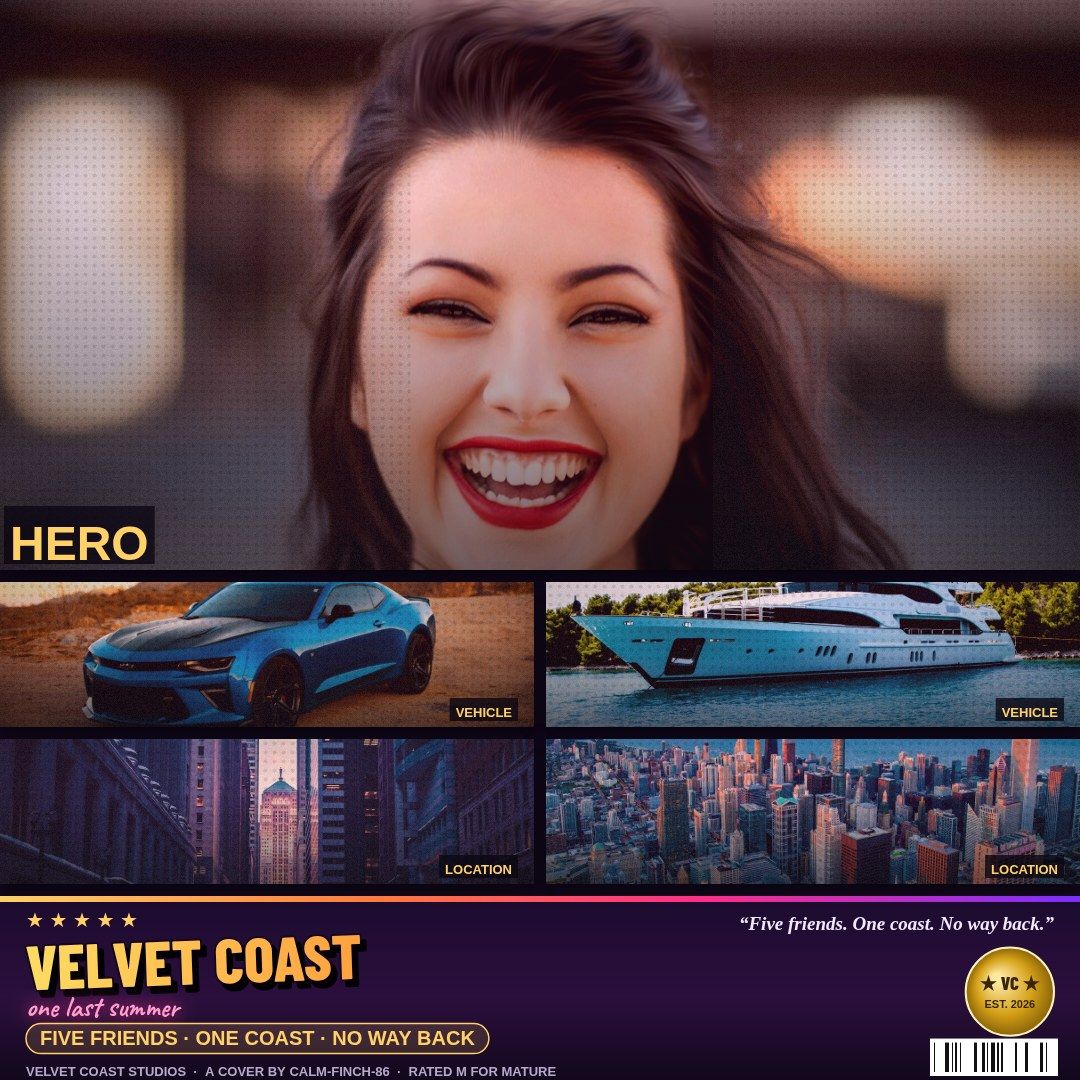 HERO
VEHICLE
VEHICLE
LOCATION
LOCATION
★ ★ ★ ★ ★
VELVET COAST
one last summer
FIVE FRIENDS · ONE COAST · NO WAY BACK
VELVET COAST STUDIOS · A COVER BY CALM-FINCH-86 · RATED M FOR MATURE
“Five friends. One coast. No way back.”
★ VC ★
EST. 2026